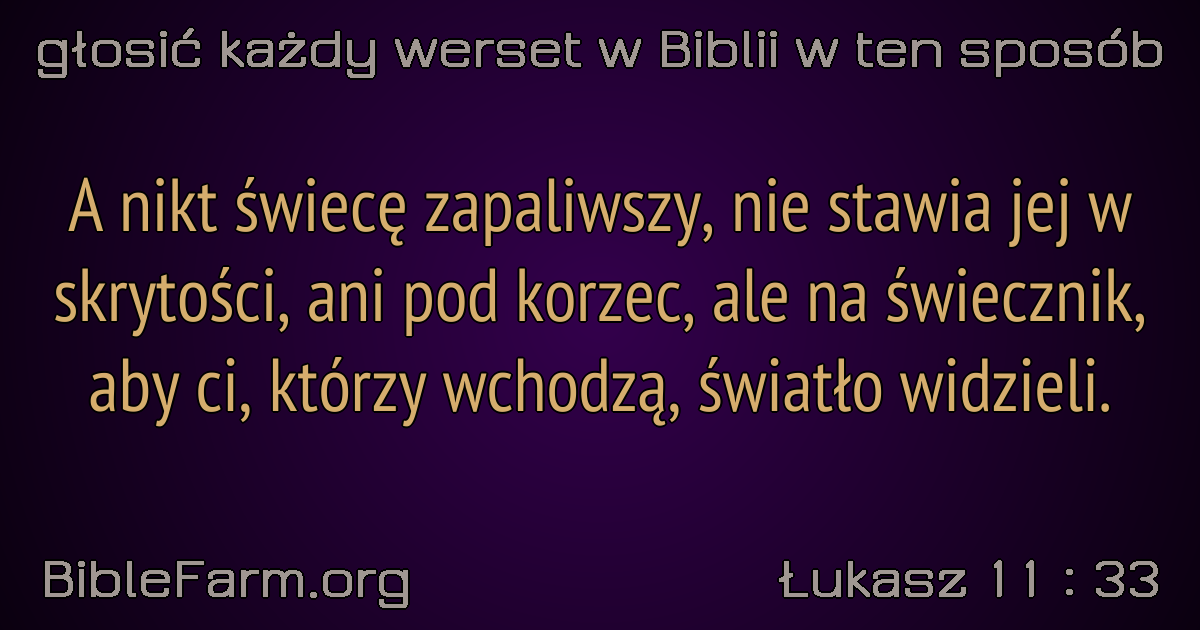 głosić każdy werset w Biblii w ten sposób
A nikt świecę zapaliwszy, nie stawia jej w
skrytości, ani pod korzec, ale na świecznik,
aby ci, którzy wchodzą, światło widzieli.
BibleFarm.org
Łukasz 11 : 33